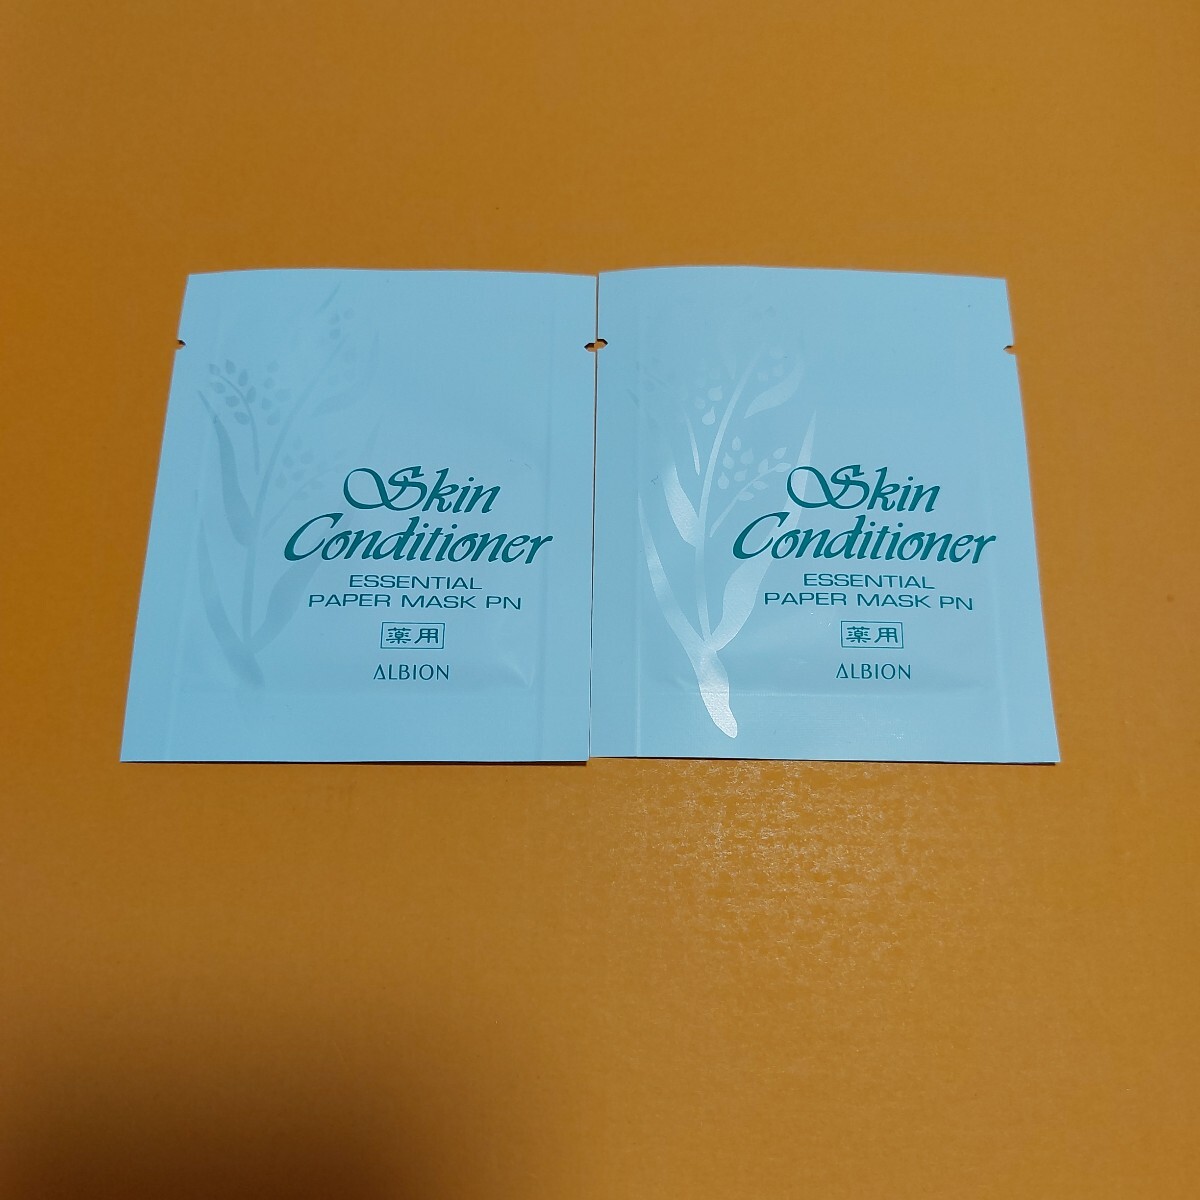 Skin
Conditioner
ESSENTIAL
PAPER MASK PN
薬用
ALBION
Skin
Conditioner
ESSENTIAL
PAPER MASK PN
薬用
ALBION